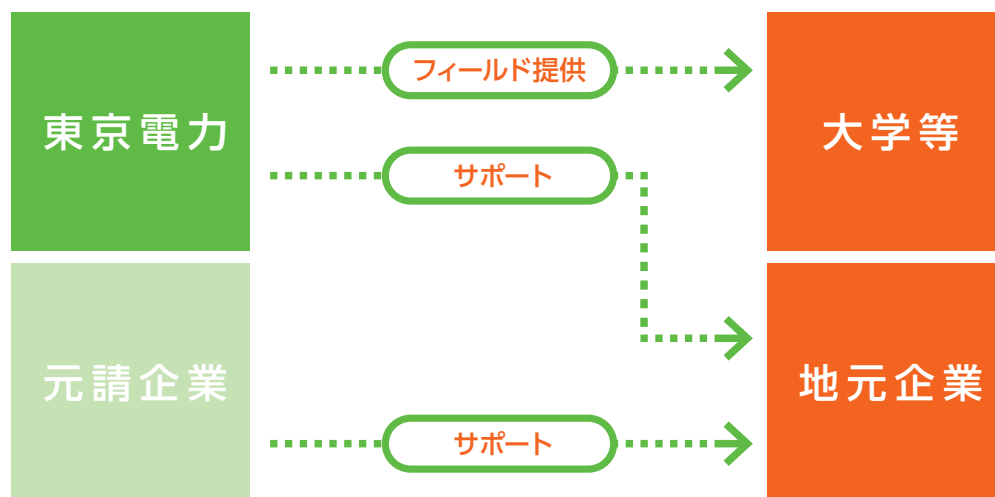 東京電力
フィールド提供
大学等
サポート
元請企業
地元企業
サポート